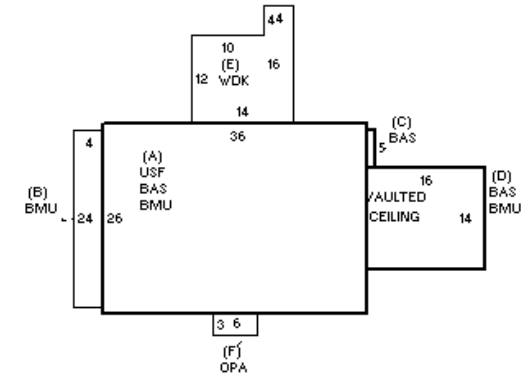 44
10
(E)
16
12
WDK
14
36
4
(A)
USF
BAS
BMU
(C)
BAS
5
(B)
BMU
24
26
16
VAULTED
CEILING
14
(D)
BAS
BMU
3 6
(F)
OPA